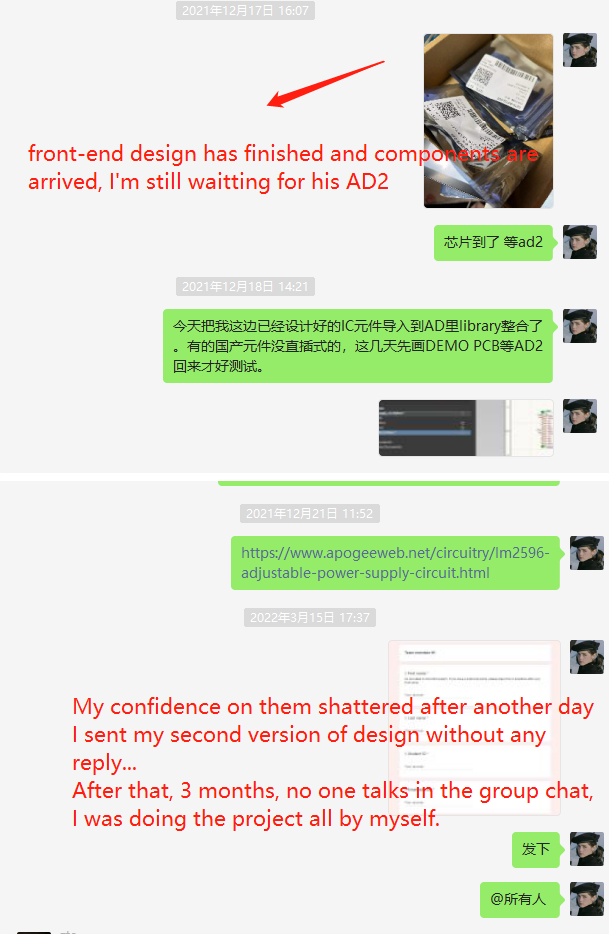 2021年12月17日 16:07
front-end design has finished and components are
arrived, I'm still waitting for his AD2
芯片到了 等ad2
2021年12月18日 14:21
今天把我这边已经设计好的IC元件导入到AD里library整合了
。有的国产元件没直插式的，这几天先画DEMO PCB等AD2
回来才好测试。
2021年12月21日 11:52
https://www.apogeeweb.net/circuitry/lm2596-
adjustable-power-supply-circuit.html
2022年3月15日 17:37
My confidence on them shattered after another day
I sent my second version of design without any
reply...
After that, 3 months, no one talks in the group chat,
I was doing the project all by myself.
发下
@所有人